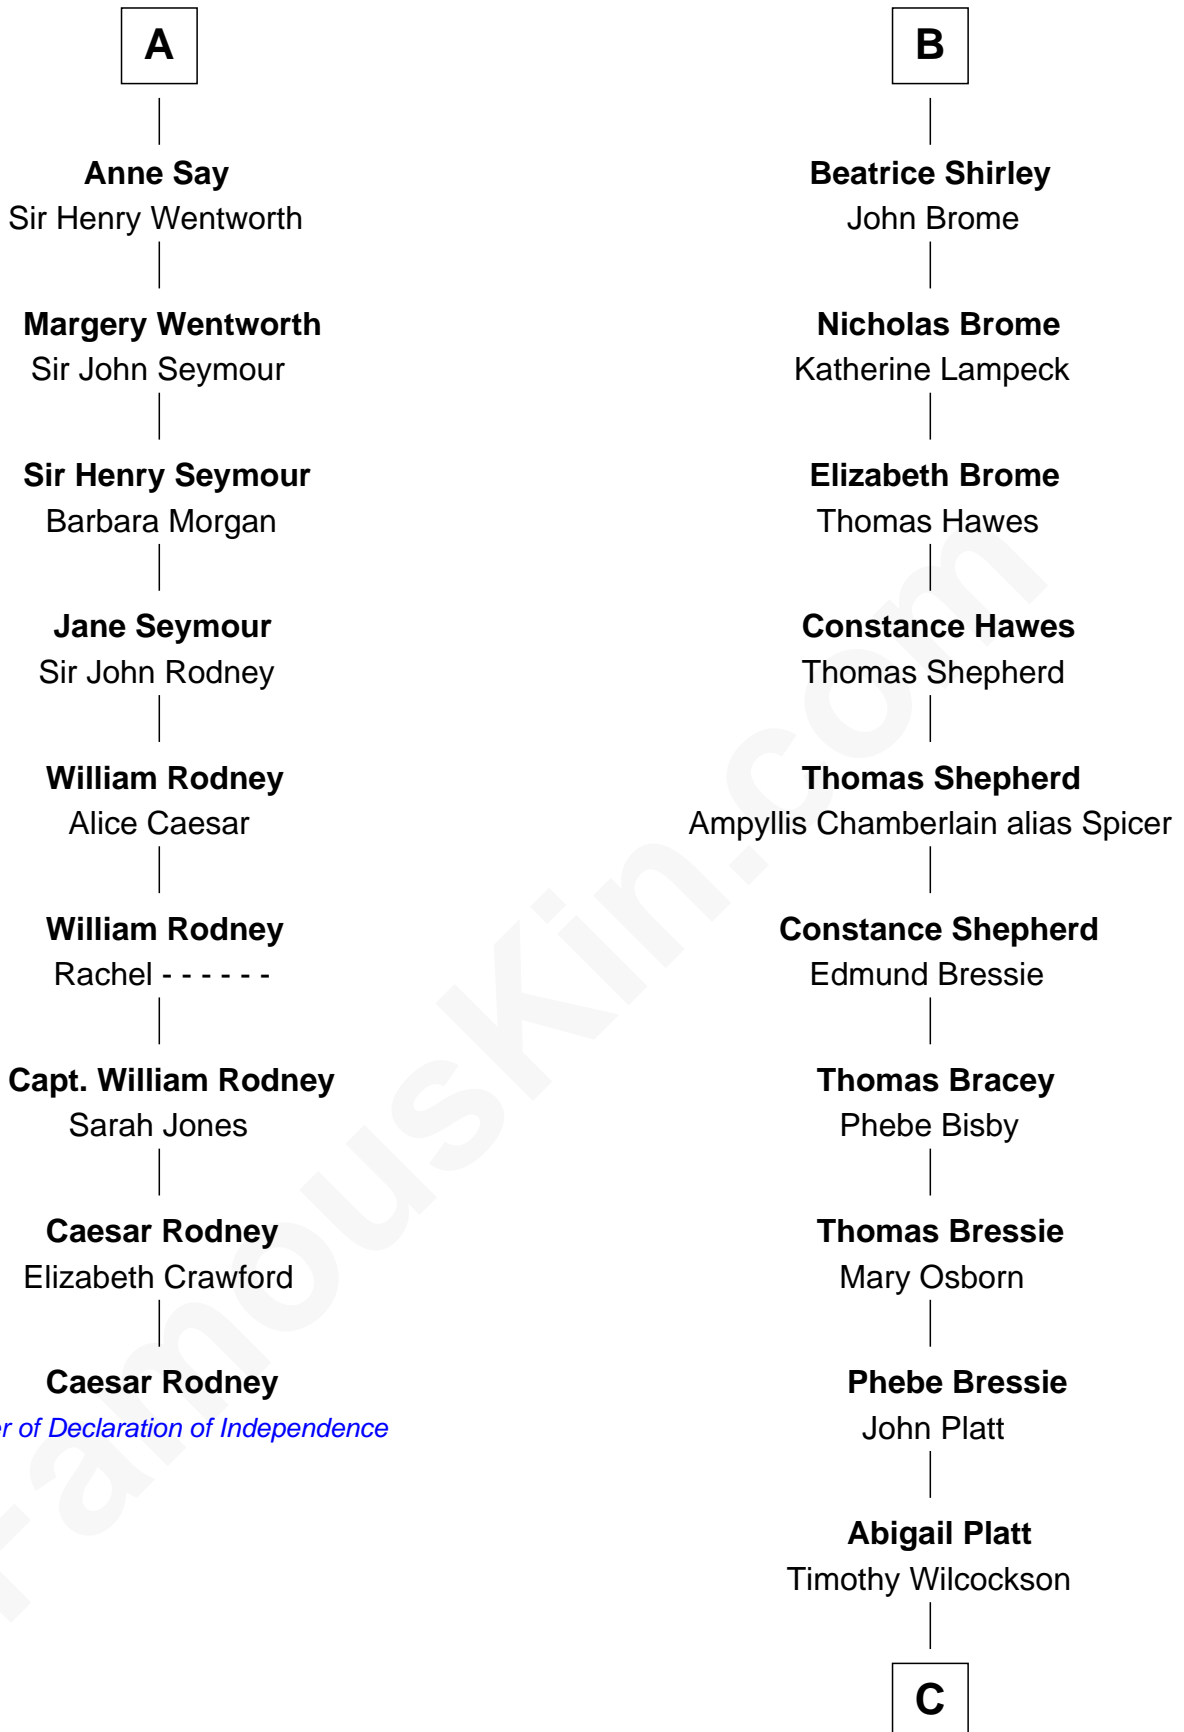 A
Anne Say
Sir Henry Wentworth
Margery Wentworth
Sir John Seymour
Sir Henry Seymour
Barbara Morgan
Jane Seymour
Sir John Rodney
William Rodney
Alice Caesar
William Rodney
Rachel - - - - - -
Capt. William Rodney
Sarah Jones
Caesar Rodney
Elizabeth Crawford
Caesar Rodney
er of Declaration of Independence
B
Beatrice Shirley
John Brome
Nicholas Brome
Katherine Lampeck
Elizabeth Brome
Thomas Hawes
Constance Hawes
Thomas Shepherd
Thomas Shepherd
Ampyllis Chamberlain alias Spicer
Constance Shepherd
Edmund Bressie
Thomas Bracey
Phebe Bisby
Thomas Bressie
Mary Osborn
Phebe Bressie
John Platt
Abigail Platt
Timothy Wilcockson
C
FamousKin.com